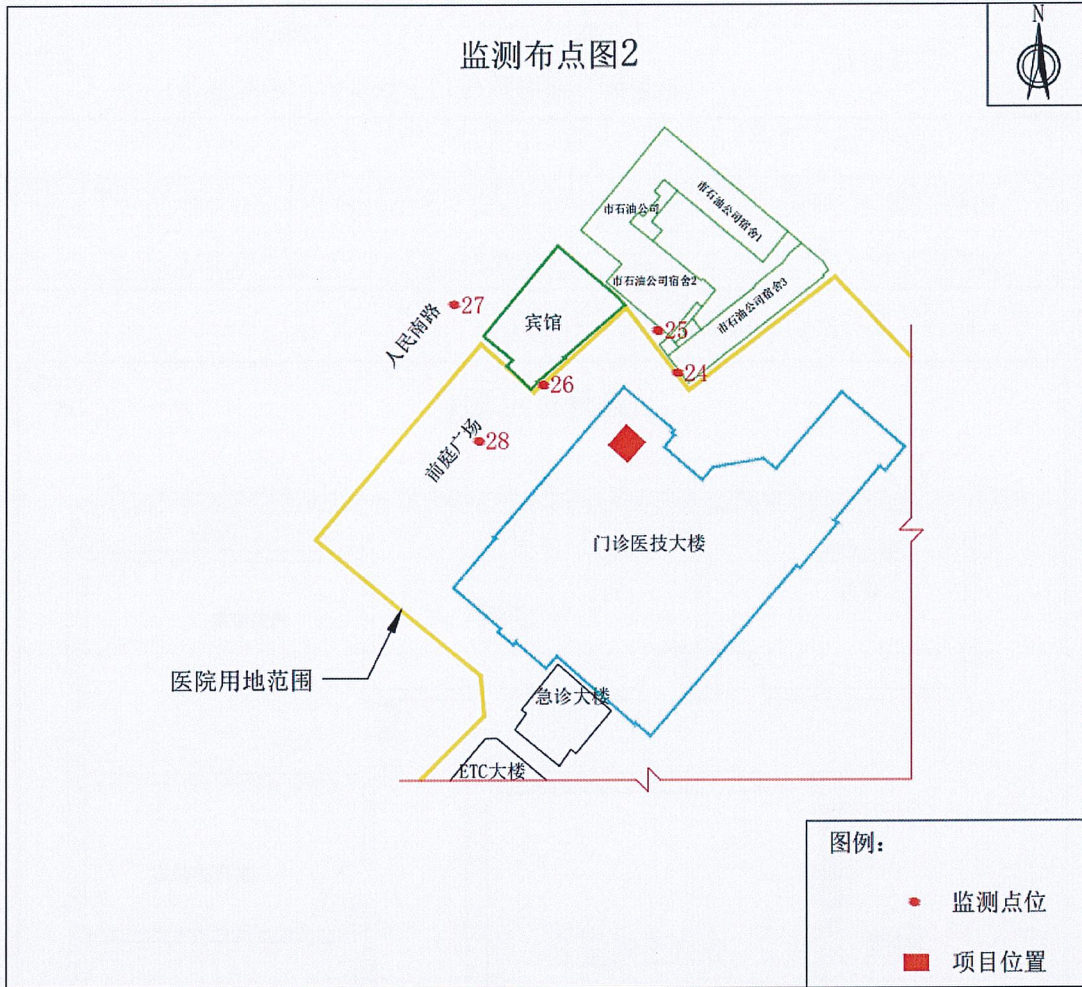 N
监测布点图2
市石油公司宿舍1
市石油公司
市石油公司宿舍2
市石油公司宿舍3
27
人民南路
宾馆
25
24
26
28
前庭广场
门诊医技大楼
医院用地范围
急诊大楼
ETC大楼
图例：
监测点位
项目位置